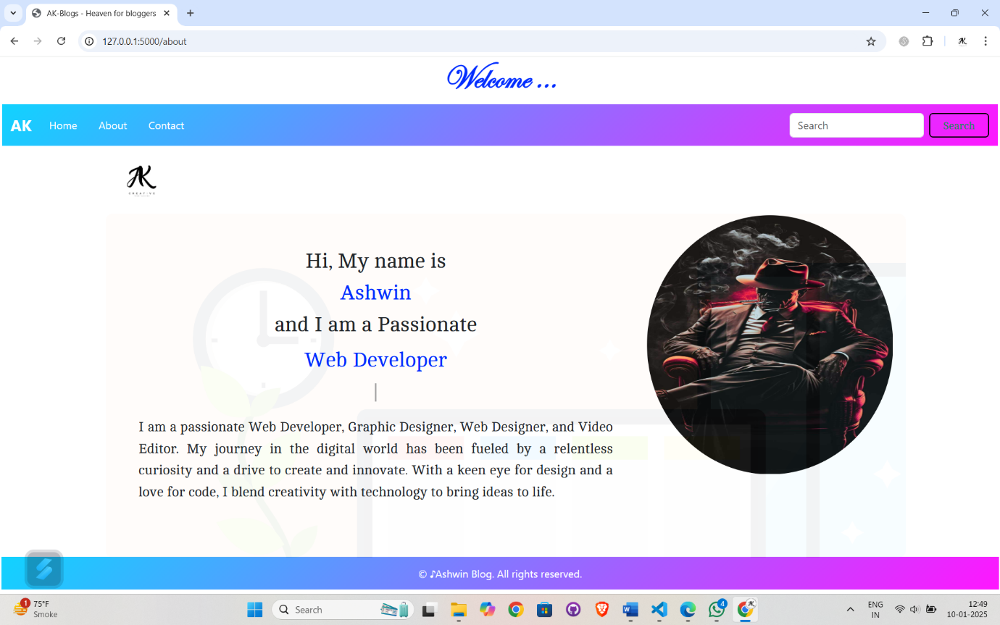 AK-Blogs - Heaven for bloggers
127.0.0.1:5000/about
Welcome ...
AK Home About Contact Search Search
AK
CREATIVE
Hi, My name is
Ashwin
and I am a Passionate
Web Developer
I am a passionate Web Developer, Graphic Designer, Web Designer, and Video
Editor. My journey in the digital world has been fueled by a relentless
curiosity and a drive to create and innovate. With a keen eye for design and a
love for code, I blend creativity with technology to bring ideas to life.
© ♪Ashwin Blog. All rights reserved.
1 75°F
Smoke
Search
4
ENG
IN
12:49
10-01-2025